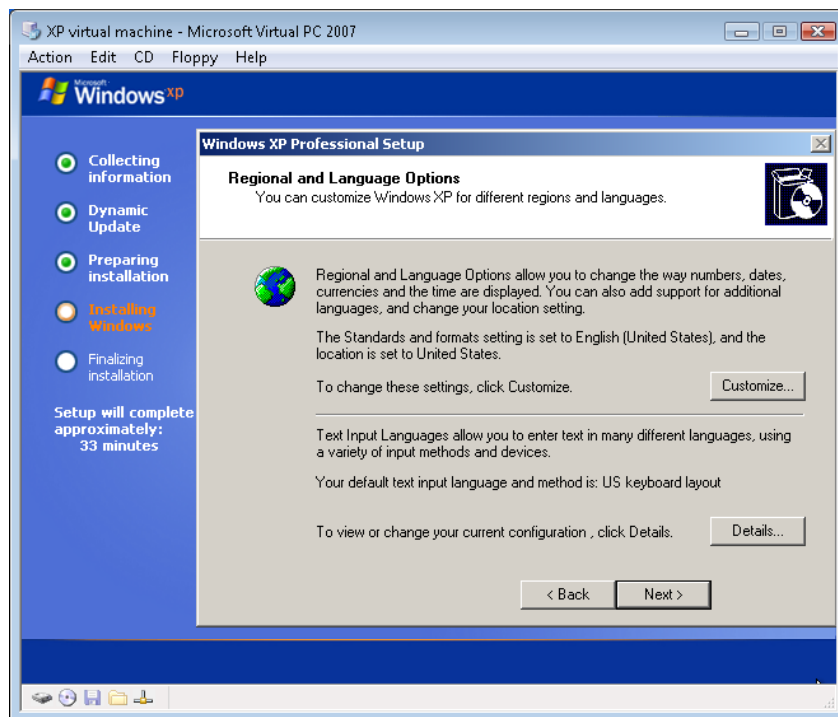 XP virtual machine - Microsoft Virtual PC 2007
Action Edit CD Floppy Help
Microsoft
Windows xp
Collecting
information
Dynamic
Update
Preparing
installation
Installing
Windows
Finalizing
installation
Setup will complete
approximately:
33 minutes
Windows XP Professional Setup
Regional and Language Options
You can customize Windows XP for different regions and languages.
Regional and Language Options allow you to change the way numbers, dates,
currencies and the time are displayed. You can also add support for additional
languages, and change your location setting.
The Standards and formats setting is set to English (United States), and the
location is set to United States.
To change these settings, click Customize.
Customize...
Text Input Languages allow you to enter text in many different languages, using
a variety of input methods and devices.
Your default text input language and method is: US keyboard layout
To view or change your current configuration , click Details.
Details...
< Back
Next >